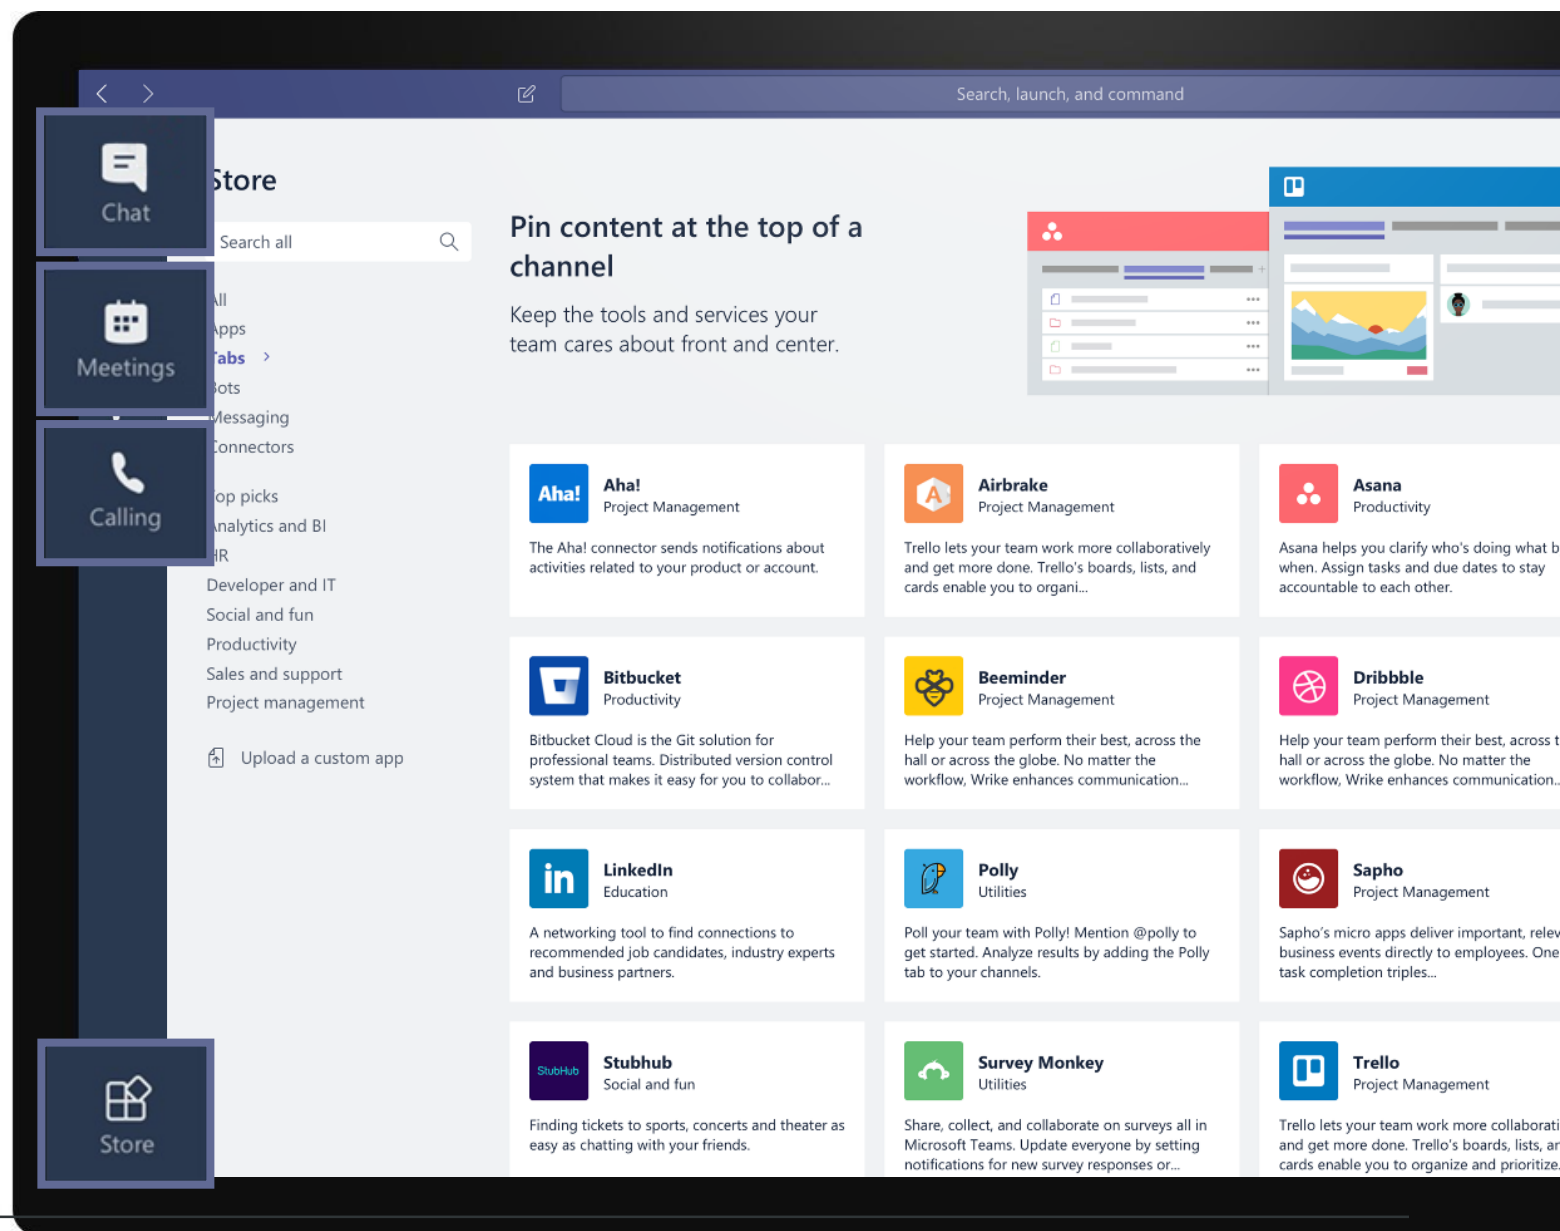 Search, launch, and command
Chat
Meetings
Calling
Store
Store
Search all
All
Apps
Tabs
Bots
Messaging
Connectors
Top picks
Analytics and BI
HR
Developer and IT
Social and fun
Productivity
Sales and support
Project management
Upload a custom app
Pin content at the top of a
channel
Keep the tools and services your
team cares about front and center.
Aha!
Aha!
Project Management
The Aha! connector sends notifications about
activities related to your product or account.
A
Airbrake
Project Management
Trello lets your team work more collaboratively
and get more done. Trello's boards, lists, and
cards enable you to organi...
Asana
Productivity
Asana helps you clarify who's doing what b
when. Assign tasks and due dates to stay
accountable to each other.
Bitbucket
Productivity
Bitbucket Cloud is the Git solution for
professional teams. Distributed version control
system that makes it easy for you to collabor...
Beeminder
Project Management
Help your team perform their best, across the
hall or across the globe. No matter the
workflow, Wrike enhances communication...
Dribbble
Project Management
Help your team perform their best, across t
hall or across the globe. No matter the
workflow, Wrike enhances communication...
in
LinkedIn
Education
A networking tool to find connections to
recommended job candidates, industry experts
and business partners.
Polly
Utilities
Poll your team with Polly! Mention @polly to
get started. Analyze results by adding the Polly
tab to your channels.
Sapho
Project Management
Sapho's micro apps deliver important, relev
business events directly to employees. One
task completion triples...
StubHub
Stubhub
Social and fun
Finding tickets to sports, concerts and theater as
easy as chatting with your friends.
Survey Monkey
Utilities
Share, collect, and collaborate on surveys all in
Microsoft Teams. Update everyone by setting
notifications for new survey responses or...
Trello
Project Management
Trello lets your team work more collaborati
and get more done. Trello's boards, lists, an
cards enable you to organize and prioritize.